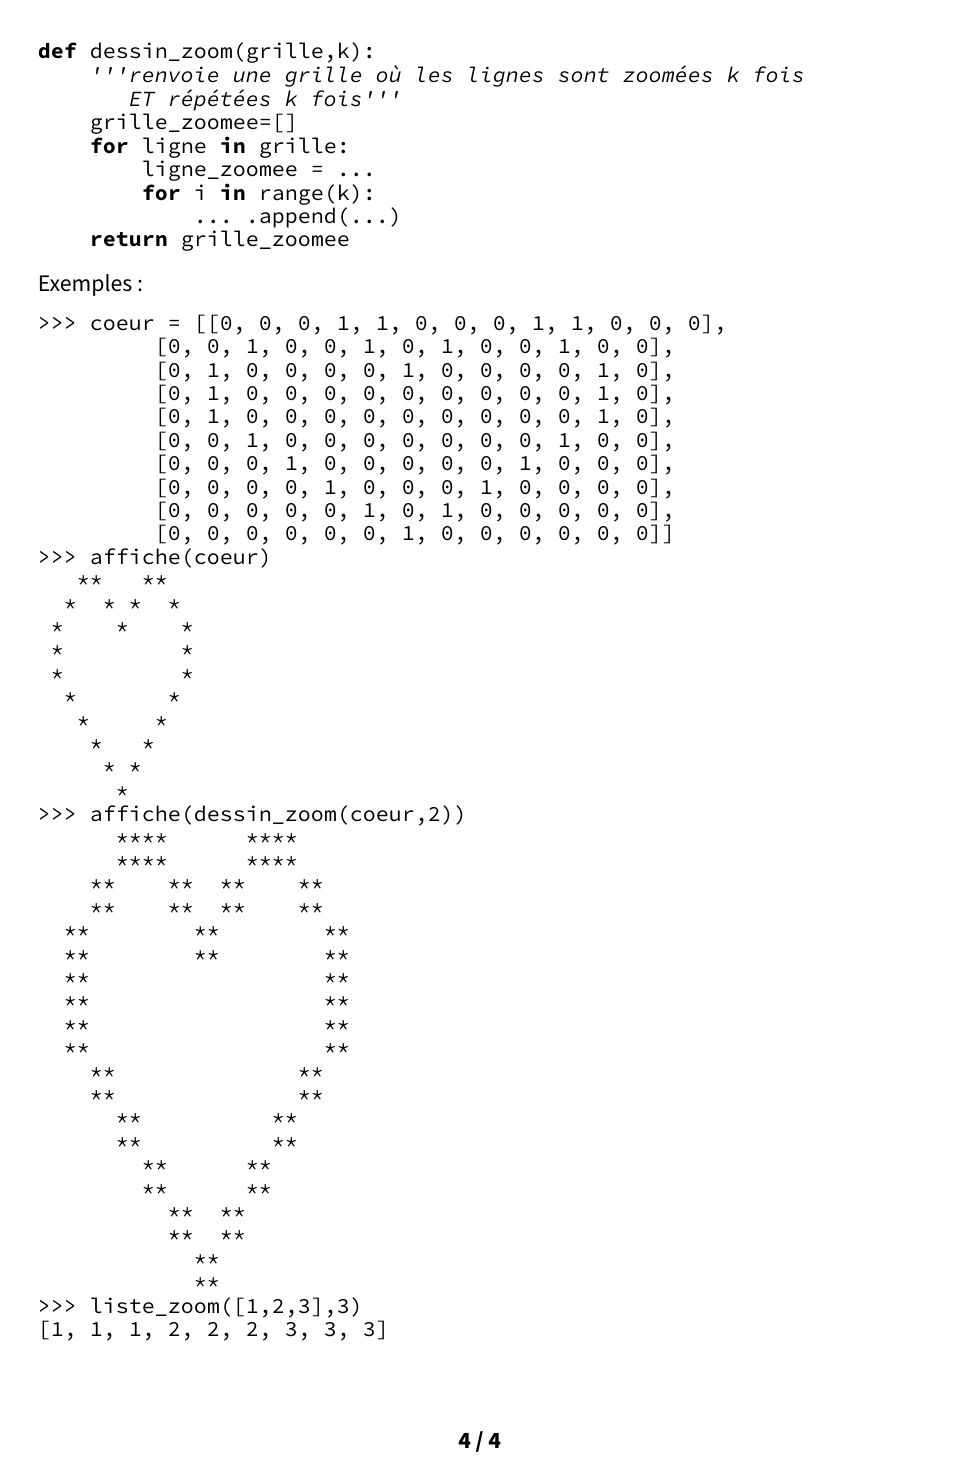 def dessin_zoom(grille,k):
    '''renvoie une grille où les lignes sont zoomées k fois
       ET répétées k fois'''
    grille_zoomee=[]
    for ligne in grille:
        ligne_zoomee = ...
        for i in range(k):
            ... .append(...)
    return grille_zoomee
Exemples :
>>> coeur = [[0, 0, 0, 1, 1, 0, 0, 0, 1, 1, 0, 0, 0],
         [0, 0, 1, 0, 0, 1, 0, 1, 0, 0, 1, 0, 0],
         [0, 1, 0, 0, 0, 0, 1, 0, 0, 0, 0, 1, 0],
         [0, 1, 0, 0, 0, 0, 0, 0, 0, 0, 0, 1, 0],
         [0, 1, 0, 0, 0, 0, 0, 0, 0, 0, 0, 1, 0],
         [0, 0, 1, 0, 0, 0, 0, 0, 0, 0, 1, 0, 0],
         [0, 0, 0, 1, 0, 0, 0, 0, 0, 1, 0, 0, 0],
         [0, 0, 0, 0, 1, 0, 0, 0, 1, 0, 0, 0, 0],
         [0, 0, 0, 0, 0, 1, 0, 1, 0, 0, 0, 0, 0],
         [0, 0, 0, 0, 0, 0, 1, 0, 0, 0, 0, 0, 0]]
>>> affiche(coeur)
   **   **
  *  * *  *
 *    *    *
 *         *
 *         *
  *       *
   *     *
    *   *
     * *
      *
>>> affiche(dessin_zoom(coeur,2))
      ****      ****
      ****      ****
    **    **  **    **
    **    **  **    **
  **        **        **
  **        **        **
  **                  **
  **                  **
  **                  **
  **                  **
    **              **
    **              **
      **          **
      **          **
        **      **
        **      **
          **  **
          **  **
            **
            **
>>> liste_zoom([1,2,3],3)
[1, 1, 1, 2, 2, 2, 3, 3, 3]
4 / 4